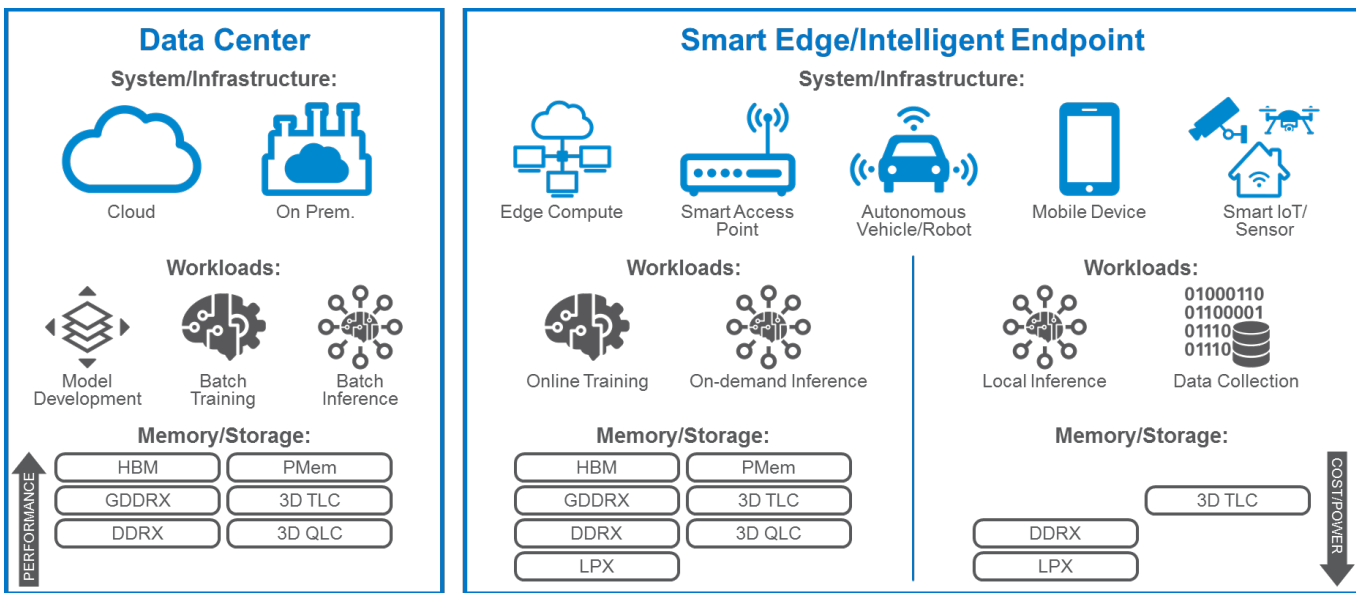 Data Center
System/Infrastructure:
Cloud
On Prem.
Workloads:
Model
Development
Batch
Training
Batch
Inference
Memory/Storage:
PERFORMANCE
HBM
PMem
GDDRX
3D TLC
DDRX
3D QLC
Smart Edge/Intelligent Endpoint
System/Infrastructure:
Edge Compute
Smart Access
Point
Autonomous
Vehicle/Robot
Mobile Device
Smart IoT/
Sensor
Workloads:
Online Training
On-demand Inference
Memory/Storage:
HBM
PMem
GDDRX
3D TLC
DDRX
3D QLC
LPX
Workloads:
01000110
01100001
01110
01110
Local Inference
Data Collection
Memory/Storage:
3D TLC
DDRX
LPX
COST/POWER